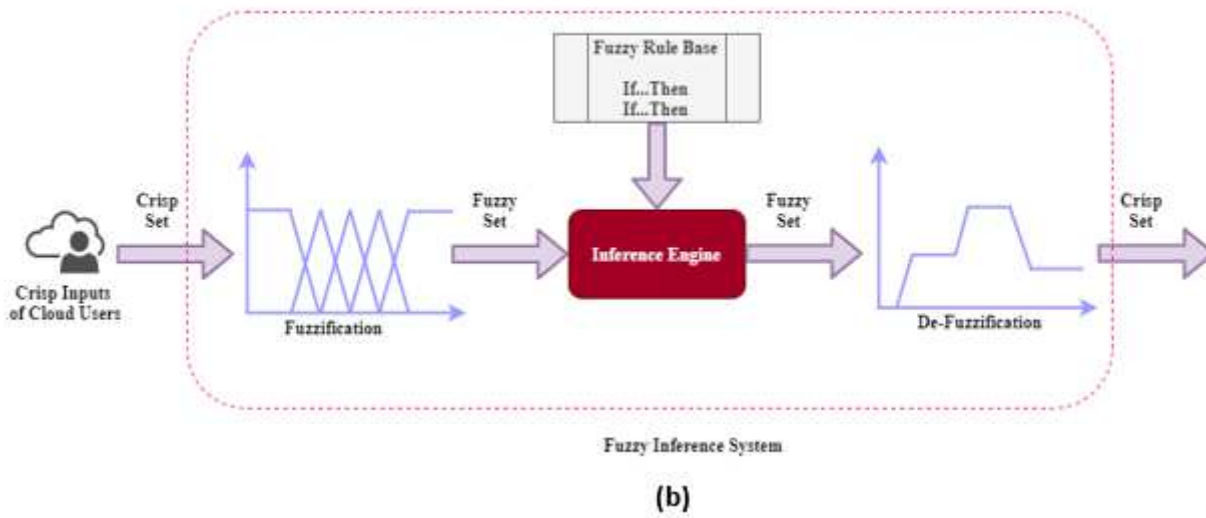 Fuzzy Rule Base
If...Then
If...Then
Crisp
Set
Crisp Inputs
of Cloud Users
Fuzzification
Fuzzy
Set
Inference Engine
Fuzzy
Set
De-Fuzzification
Crisp
Set
Fuzzy Inference System
(b)